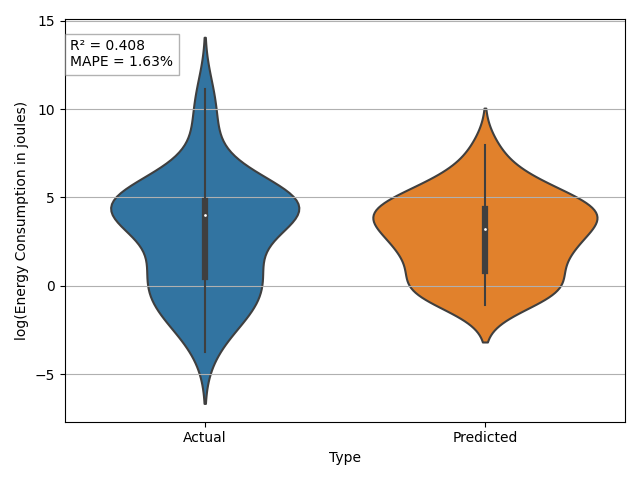 R² = 0.408
MAPE = 1.63%
15
10
5
0
−5
log(Energy Consumption in joules)
Actual
Predicted
Type